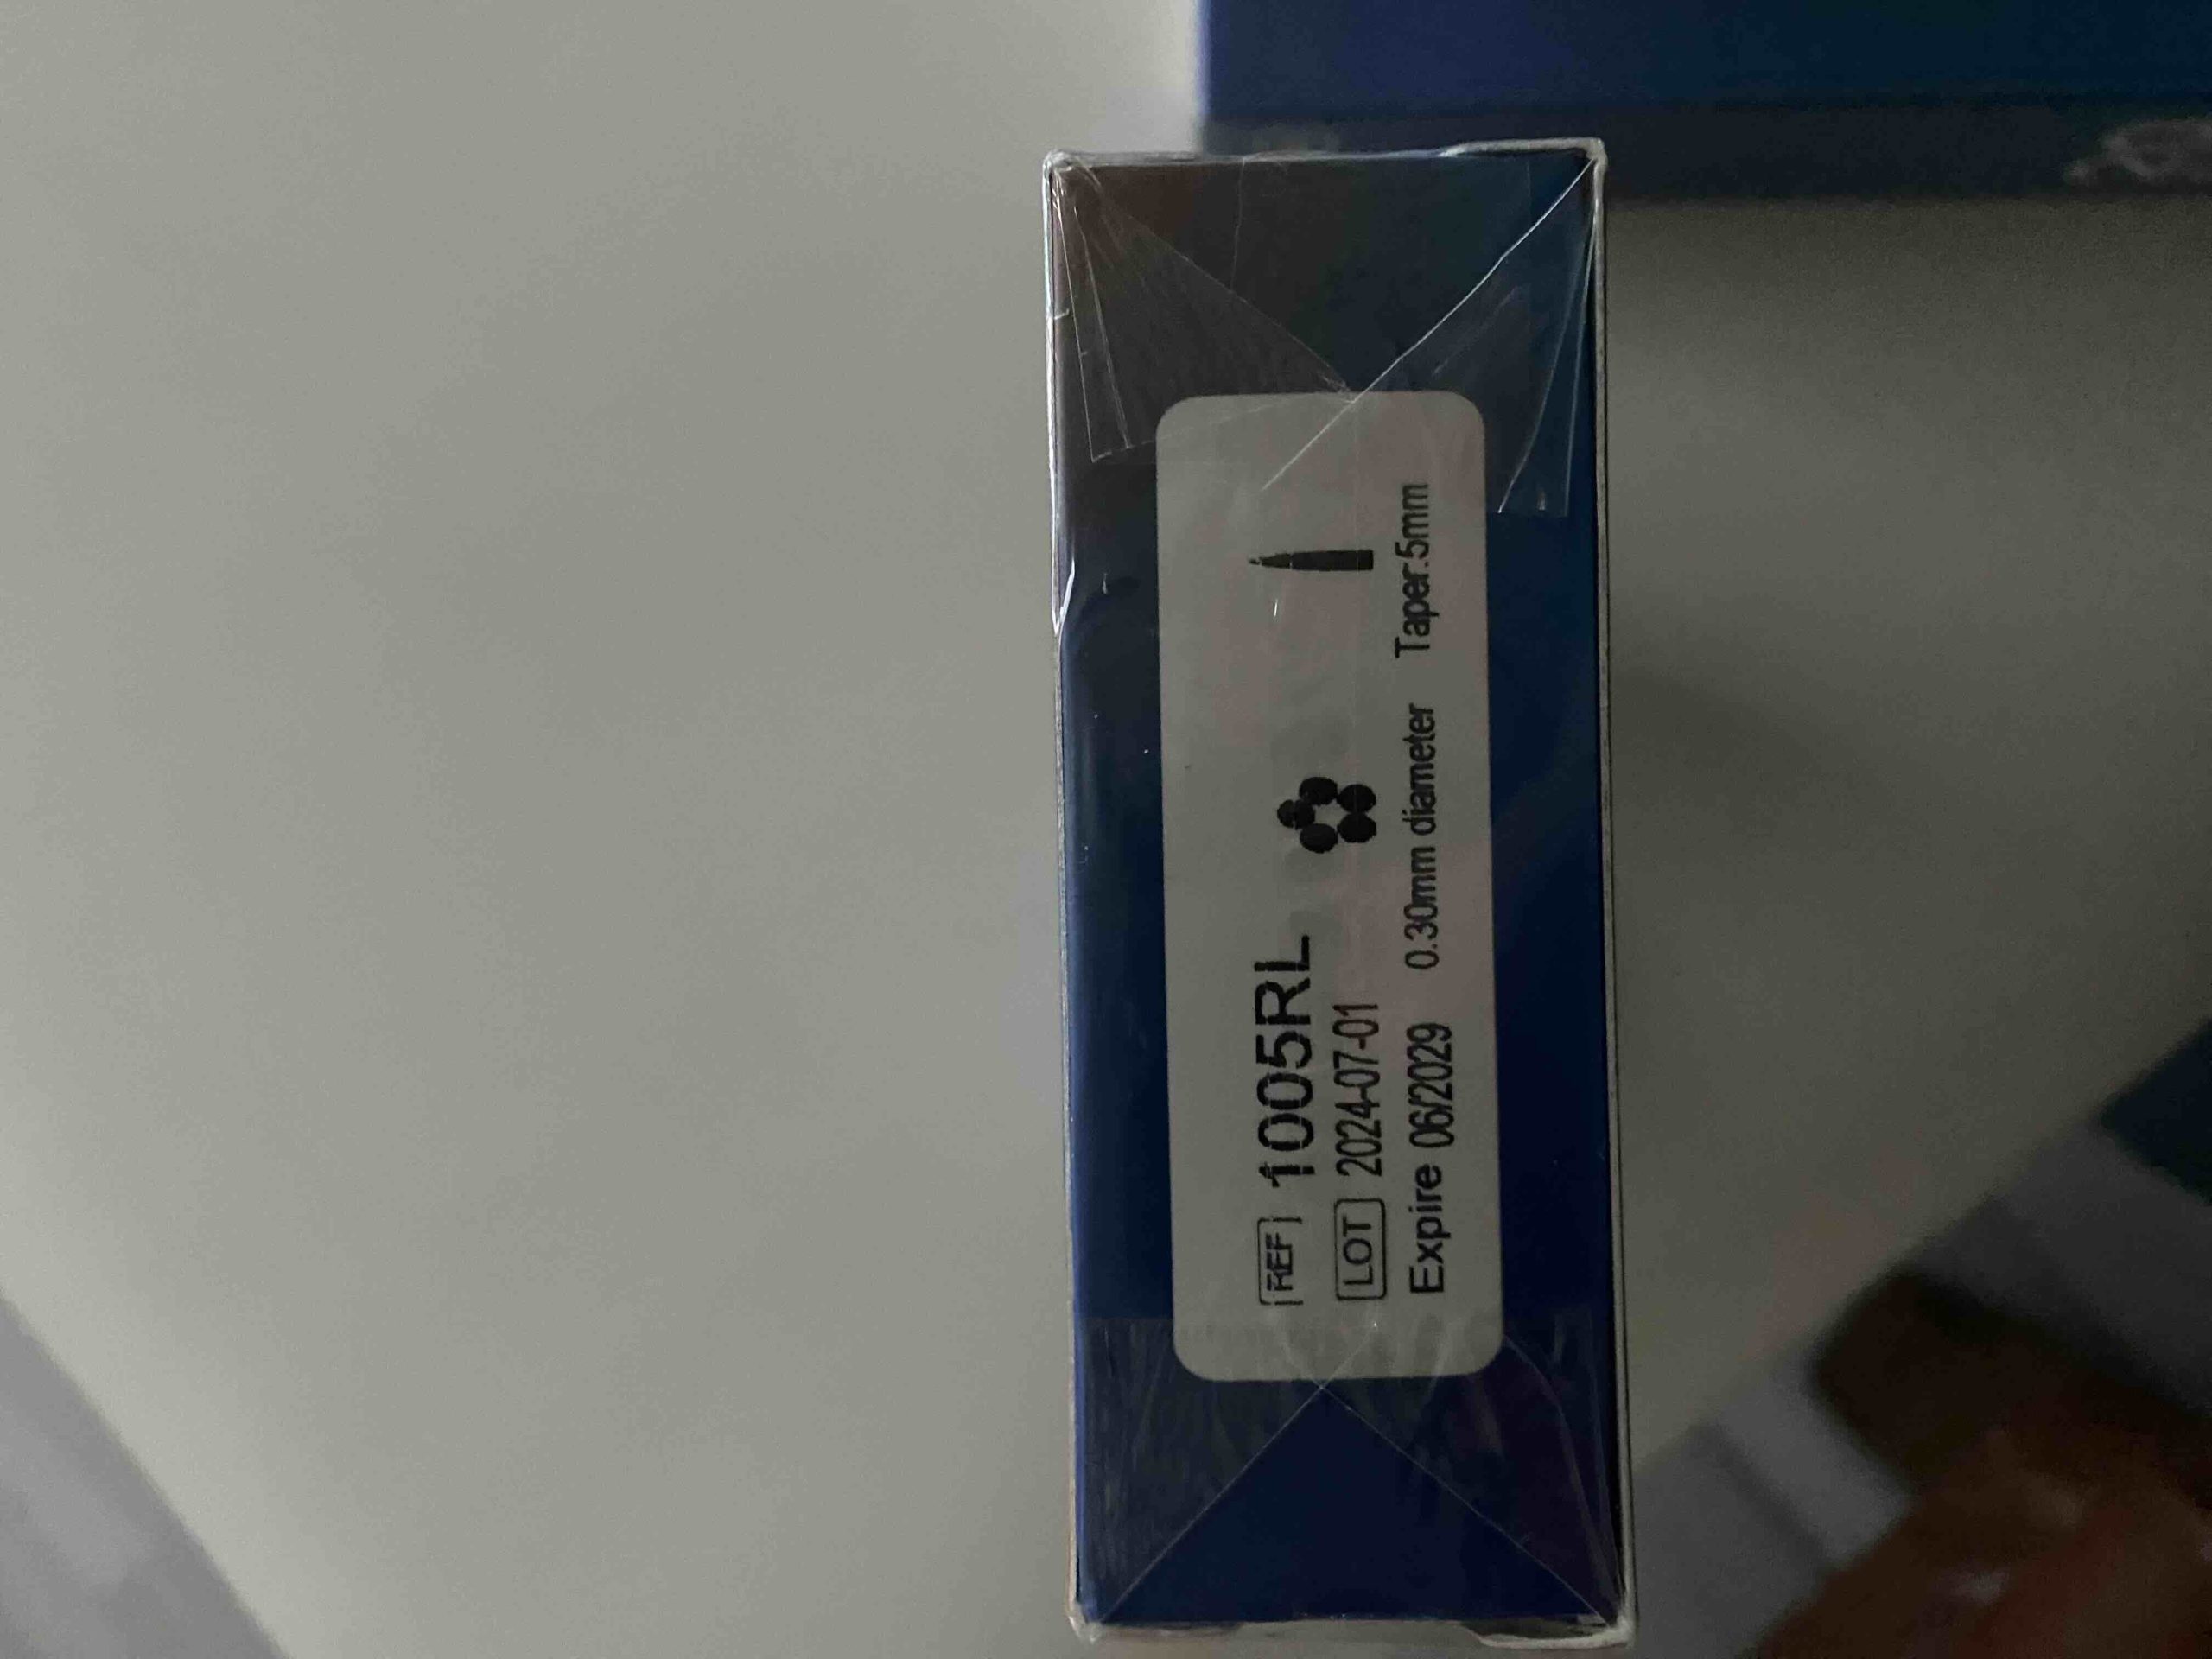 REF 1005RL
LOT 2024-07-01
Expire 06/2029 0.30mm diameter Taper:5mm